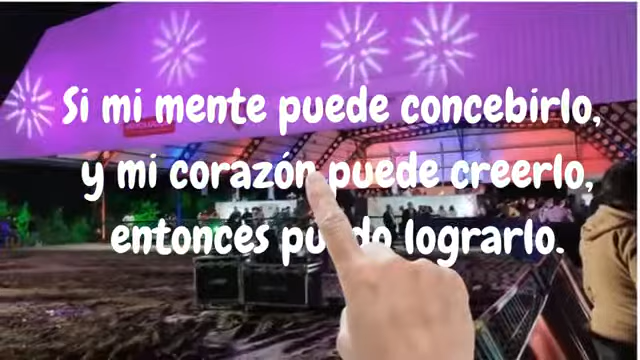 Si mi mente puede concebirlo,
y mi corazón puede creerlo,
entonces puedo lograrlo.